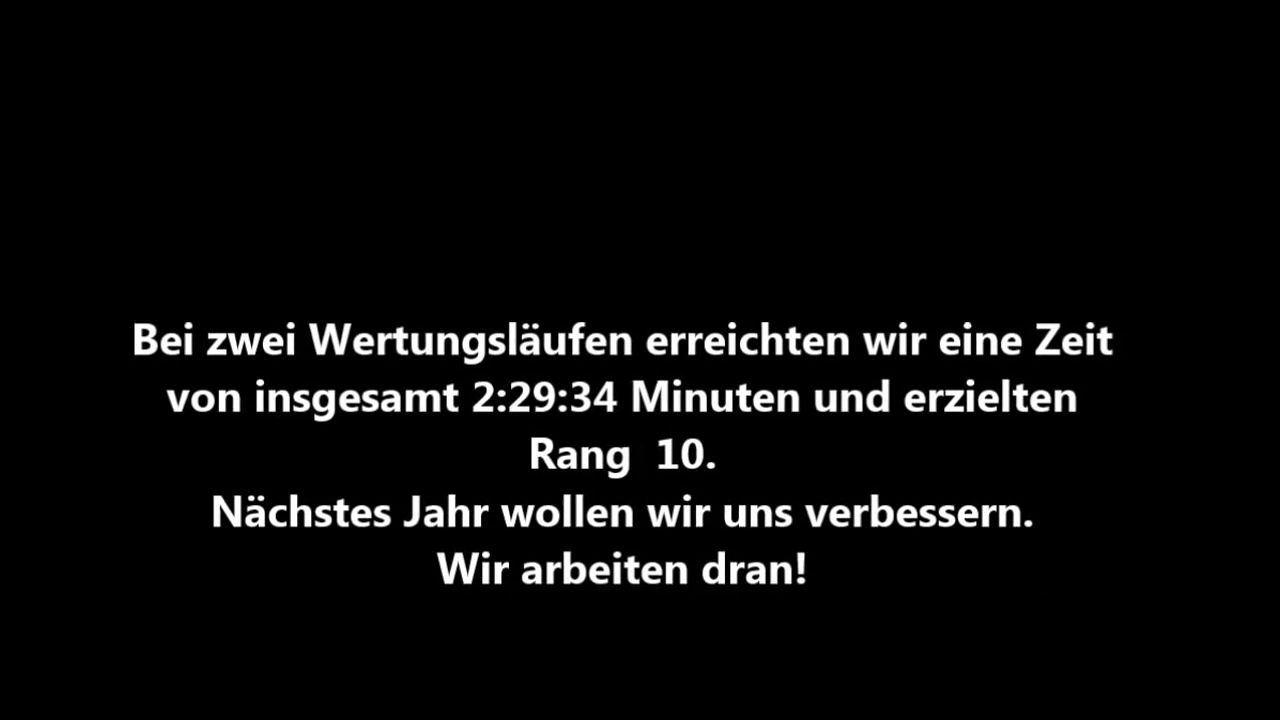 Bei zwei Wertungsläufen erreichten wir eine Zeit
von insgesamt 2:29:34 Minuten und erzielten
Rang  10.
Nächstes Jahr wollen wir uns verbessern.
Wir arbeiten dran!